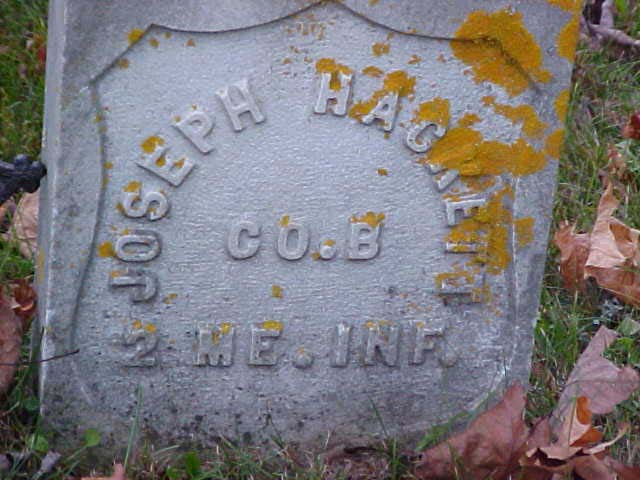 JOSEPH HACKETT
CO. B
2 ME. INF.